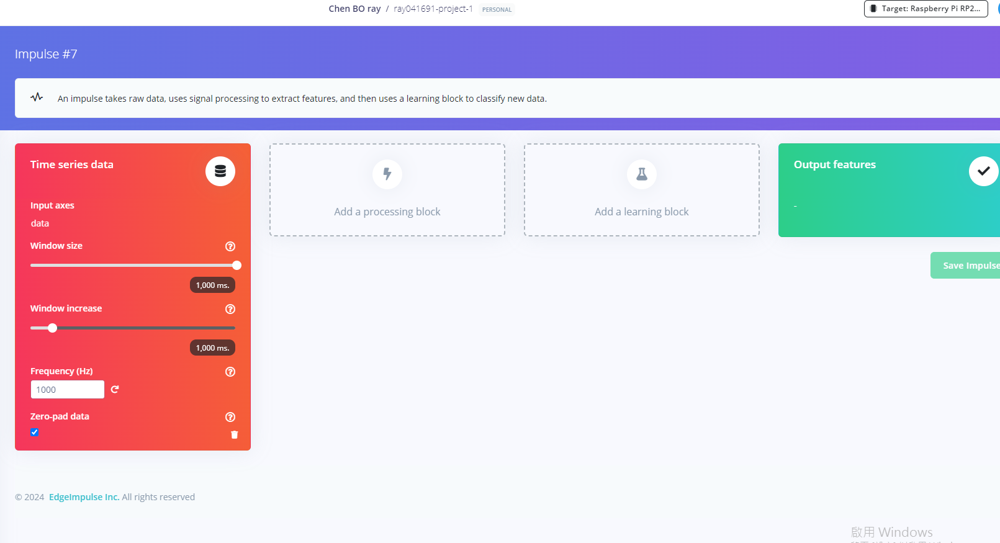 Chen BO ray / ray041691-project-1 PERSONAL
Target: Raspberry Pi RP2...
Impulse #7
An impulse takes raw data, uses signal processing to extract features, and then uses a learning block to classify new data.
Time series data
Input axes
data
Window size
1,000 ms.
Window increase
1,000 ms.
Frequency (Hz)
1000
Zero-pad data
Add a processing block
Add a learning block
Output features
-
Save Impulse
© 2024 EdgeImpulse Inc. All rights reserved
啟用 Windows